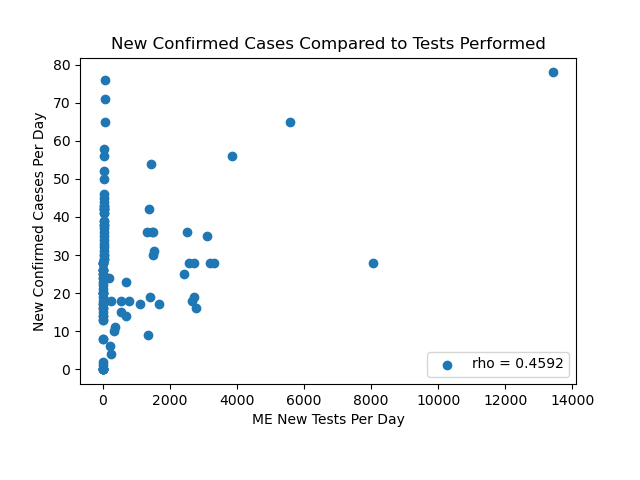 New Confirmed Cases Compared to Tests Performed
New Confirmed Caeses Per Day
80
70
60
50
40
30
20
10
0
rho = 0.4592
0 2000 4000 6000 8000 10000 12000 14000
ME New Tests Per Day